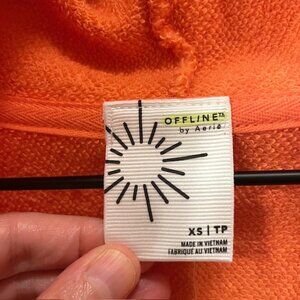 OFFLINE™
by Aerie
XS | TP
MADE IN VIETNAM
FABRIQUÉ AU VIETNAM